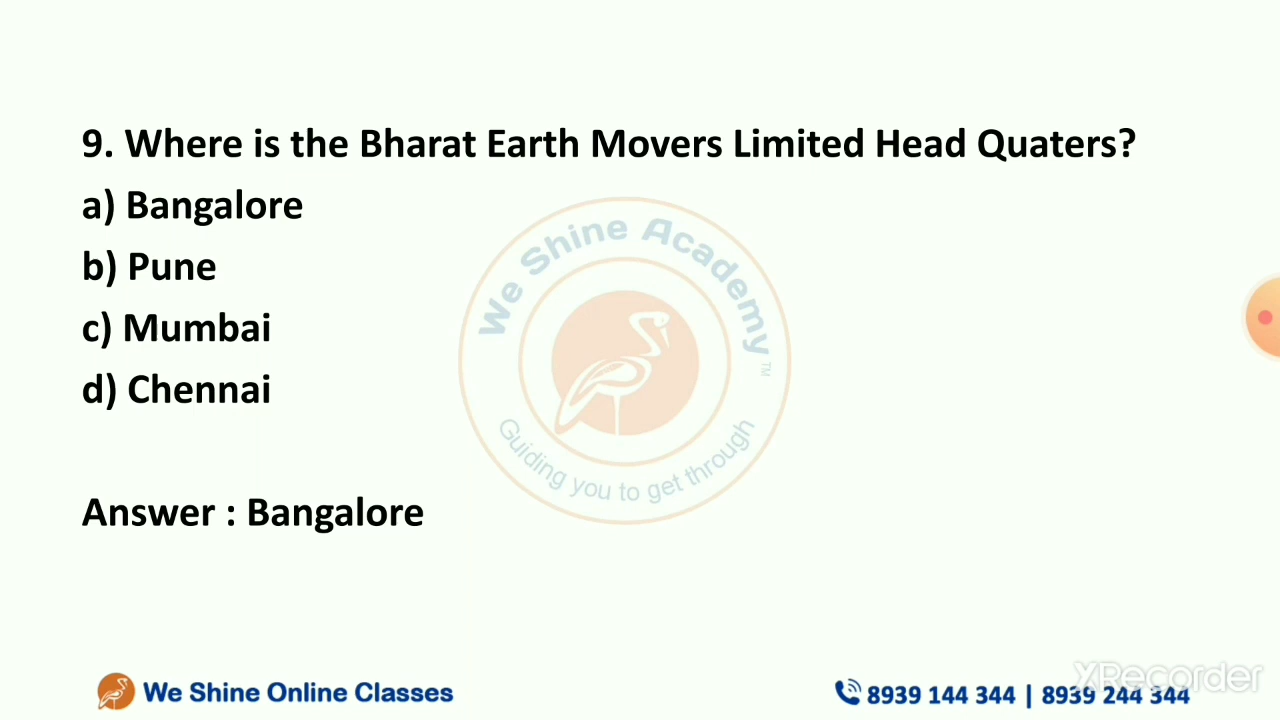 9. Where is the Bharat Earth Movers Limited Head Quaters?
a) Bangalore
b) Pune
c) Mumbai
d) Chennai
We Shine Academy TM
Guiding you to get through
Answer : Bangalore
We Shine Online Classes
8939 144 344 | 8939 244 344
XRecorder